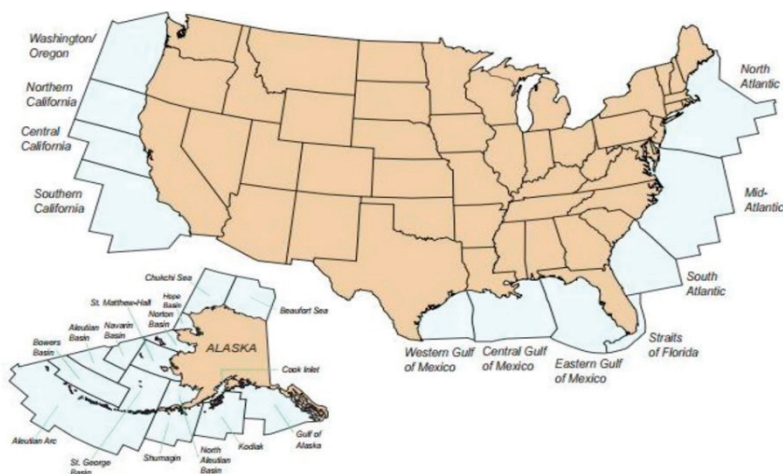 Washington/
Oregon
Northern
California
Central
California
Southern
California
North
Atlantic
Mid-
Atlantic
South
Atlantic
Straits
of Florida
Western Gulf
of Mexico
Central Gulf
of Mexico
Eastern Gulf
of Mexico
Chukchi Sea
Hope
Basin
Beaufort Sea
St. Matthew-Hall
Norton
Basin
Navarin
Basin
Aleutian
Basin
Bowers
Basin
ALASKA
Cook Inlet
Aleutian Arc
St. George
Basin
Shumagin
North
Aleutian
Basin
Kodiak
Gulf of
Alaska